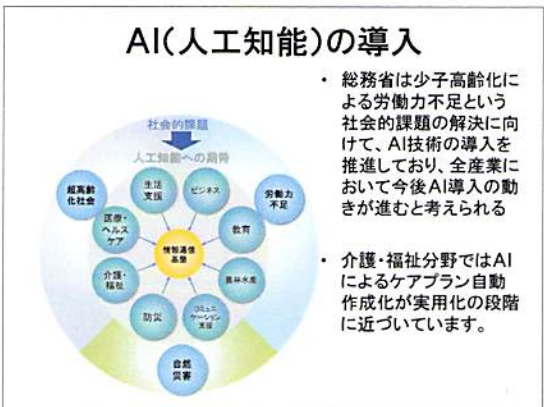 AI(人工知能)の導入
・ 総務省は少子高齢化に
よる労働力不足という
社会的課題の解決に向
けて、AI技術の導入を
推進しており、全産業に
おいて今後AI導入の動
きが進むと考えられる
・ 介護・福祉分野ではAI
によるケアプラン自動
作成化が実用化の段階
に近づいています。
社会的課題
人工知能への期待
超高齢
化社会
生活
支援
ビジネス
労働力
不足
医療・
ヘルス
ケア
教育
情報通信
基盤
介護・
福祉
農林水産
防災
コミュニ
ケーション
支援
自然
災害